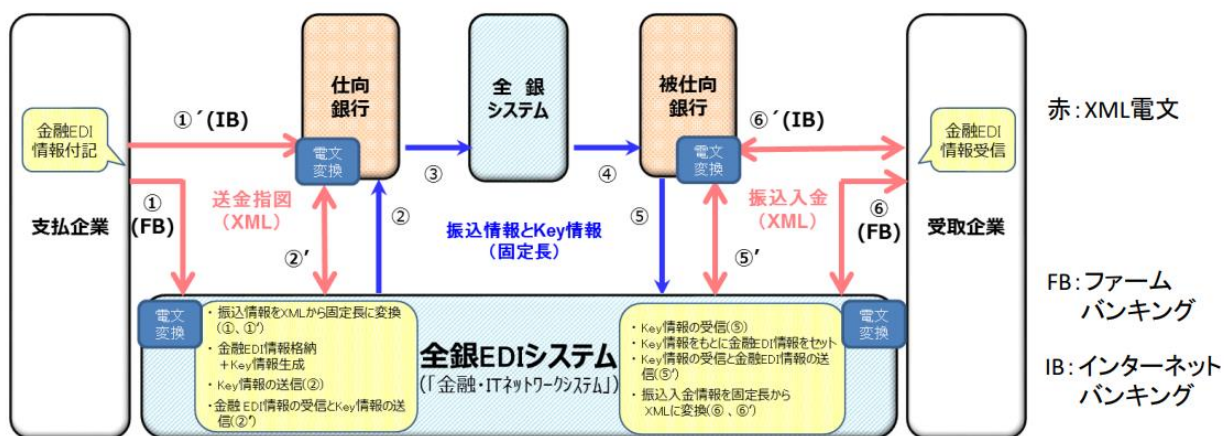 金融EDI
情報付記
支払企業
①´(IB)
①
(FB)
仕向
銀行
電文
変換
送金指図
(XML)
②′
②
③
全 銀
システム
④
振込情報とKey情報
(固定長)
被仕向
銀行
電文
変換
⑤
⑤′
振込入金
(XML)
⑥´(IB)
⑥
(FB)
金融EDI
情報受信
受取企業
電文
変換
・ 振込情報をXMLから固定長に変換
(①、①′)
・ 金融EDI情報格納
+Key情報生成
・ Key情報の送信(②)
・金融EDI情報の受信とKey情報の送
信(②′)
全銀EDIシステム
(「金融・ITネットワークシステム」)
・ Key情報の受信(⑤)
・ Key情報をもとに金融EDI情報をセット
・ Key情報の受信と金融EDI情報の送
信(⑤′)
・ 振込入金情報を固定長から
XMLに変換(⑥、⑥′)
電文
変換
赤:XML電文
FB:ファーム
バンキング
IB:インターネット
バンキング